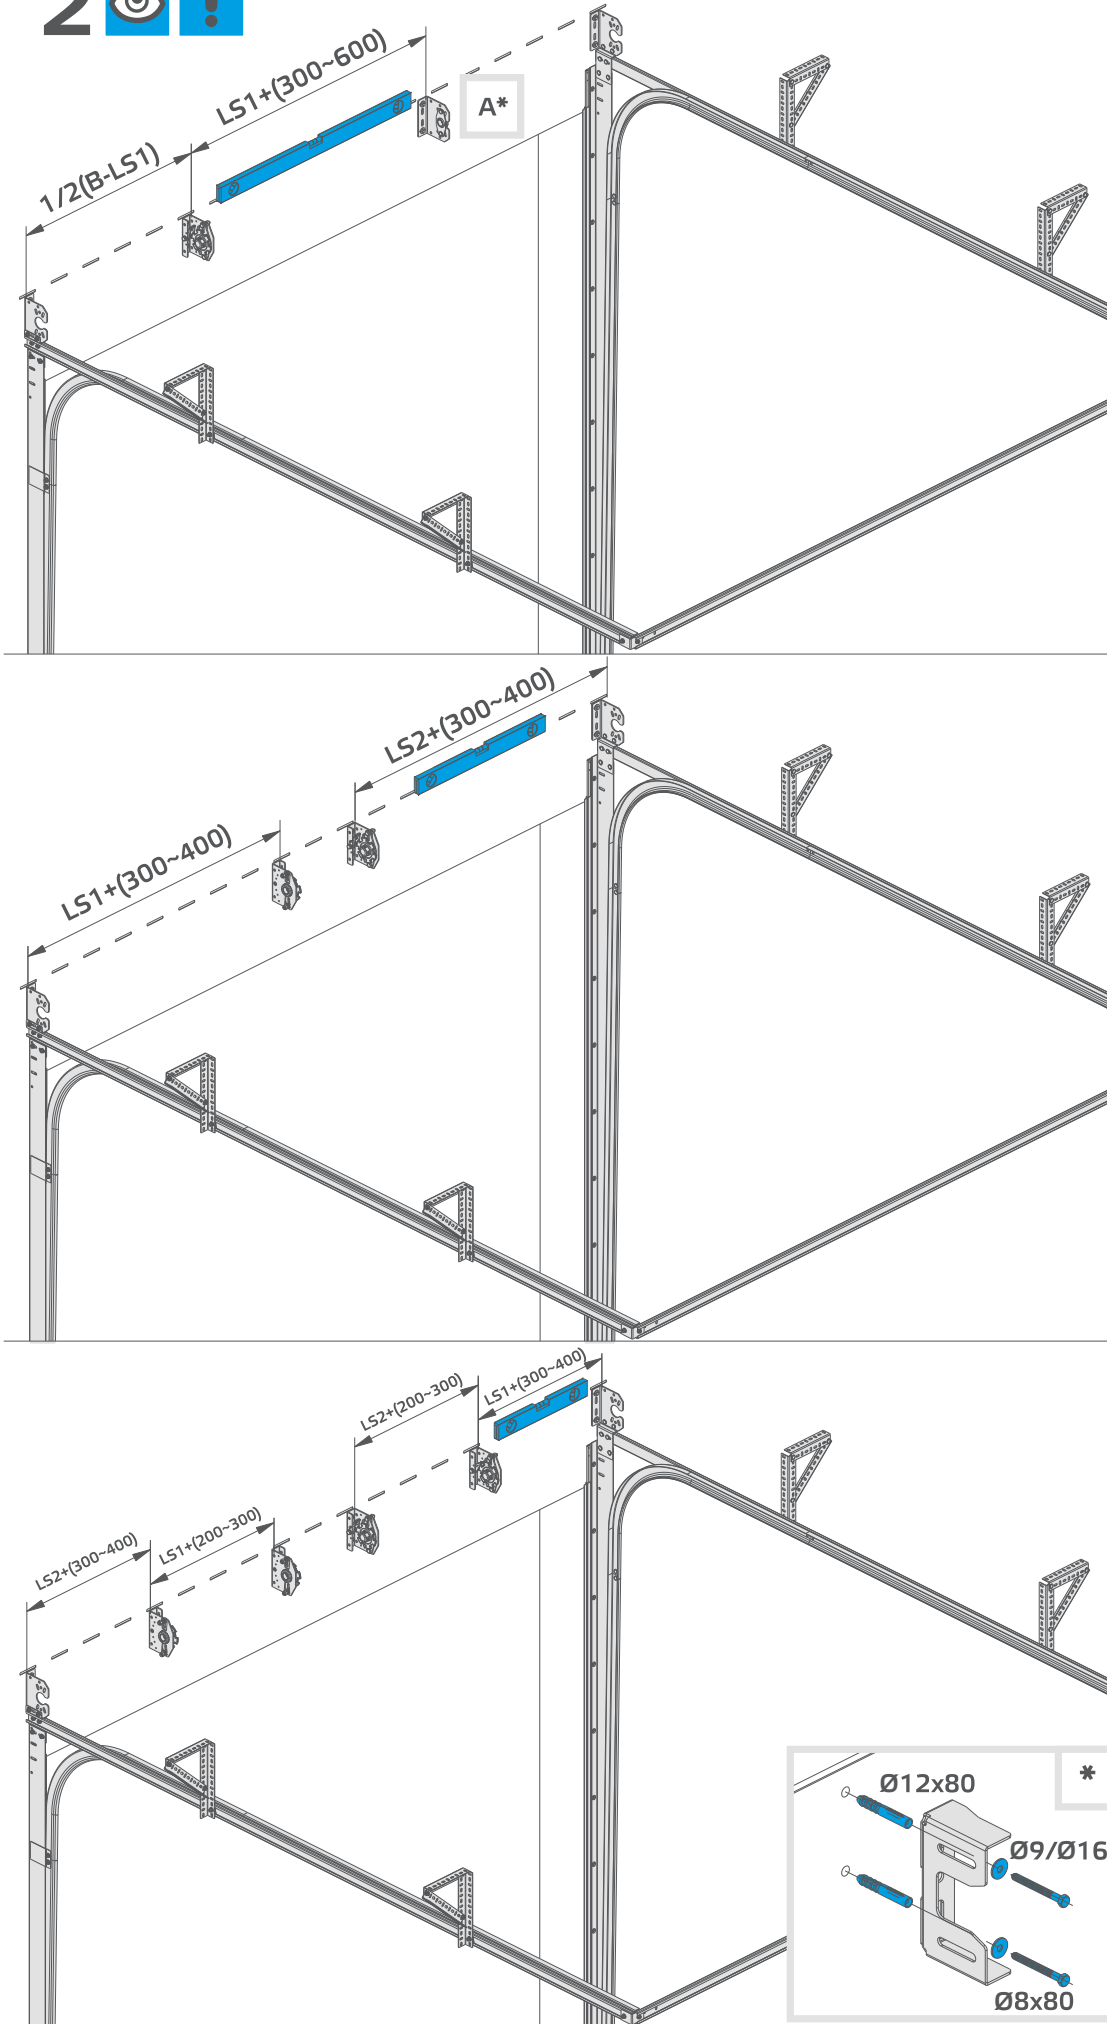 2 !
LS1+(300~600)
A*
1/2(B-LS1)
LS2+(300~400)
LS1+(300~400)
LS1+(300~400)
LS2+(200~300)
LS1+(200~300)
LS2+(300~400)
*
Ø12x80
Ø9/Ø16
Ø8x80